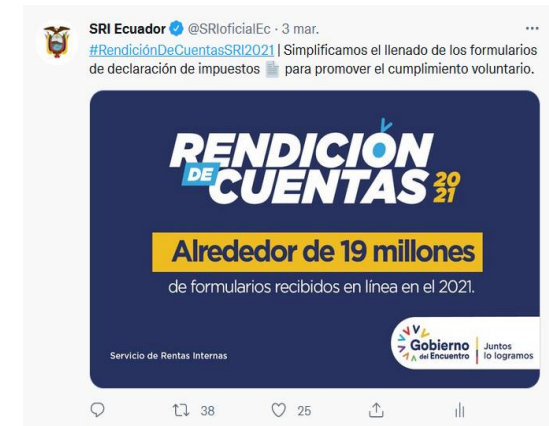 SRI Ecuador @SRIoficialEc · 3 mar.
#RendiciónDeCuentasSRI2021 | Simplificamos el llenado de los formularios
de declaración de impuestos para promover el cumplimiento voluntario.
RENDICIÓN
DE CUENTAS 2021
Alrededor de 19 millones
de formularios recibidos en línea en el 2021.
Servicio de Rentas Internas
Gobierno
del Encuentro
Juntos
lo logramos
38 25